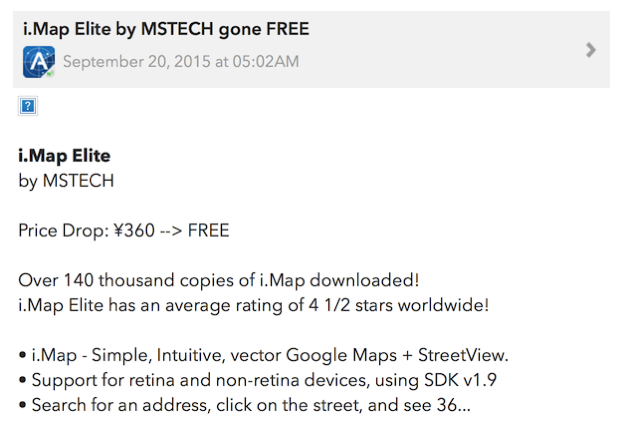 i.Map Elite by MSTECH gone FREE
September 20, 2015 at 05:02AM
i.Map Elite
by MSTECH
Price Drop: ¥360 --> FREE
Over 140 thousand copies of i.Map downloaded!
i.Map Elite has an average rating of 4 1/2 stars worldwide!
• i.Map - Simple, Intuitive, vector Google Maps + StreetView.
• Support for retina and non-retina devices, using SDK v1.9
• Search for an address, click on the street, and see 36...